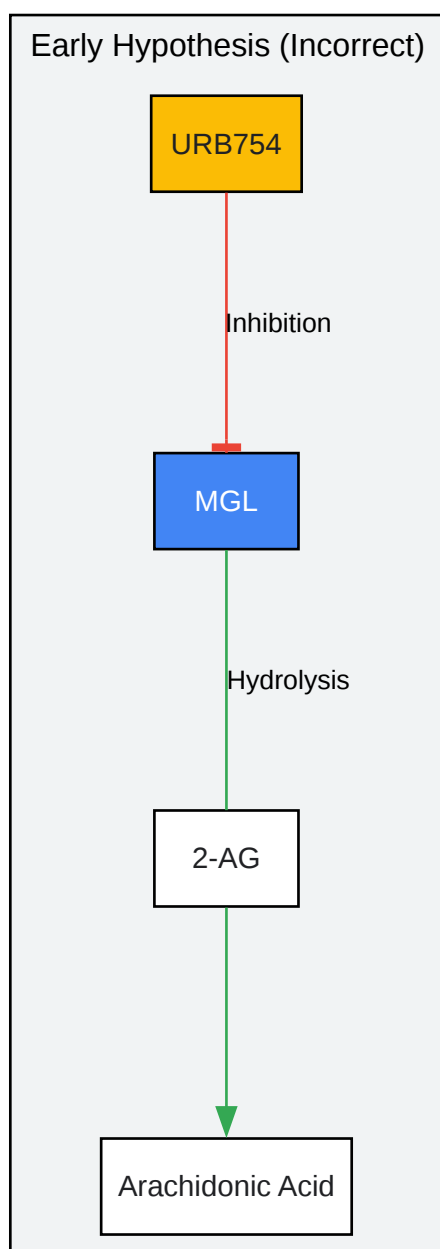 Early Hypothesis (Incorrect)
URB754
Inhibition
MGL
Hydrolysis
2-AG
Arachidonic Acid